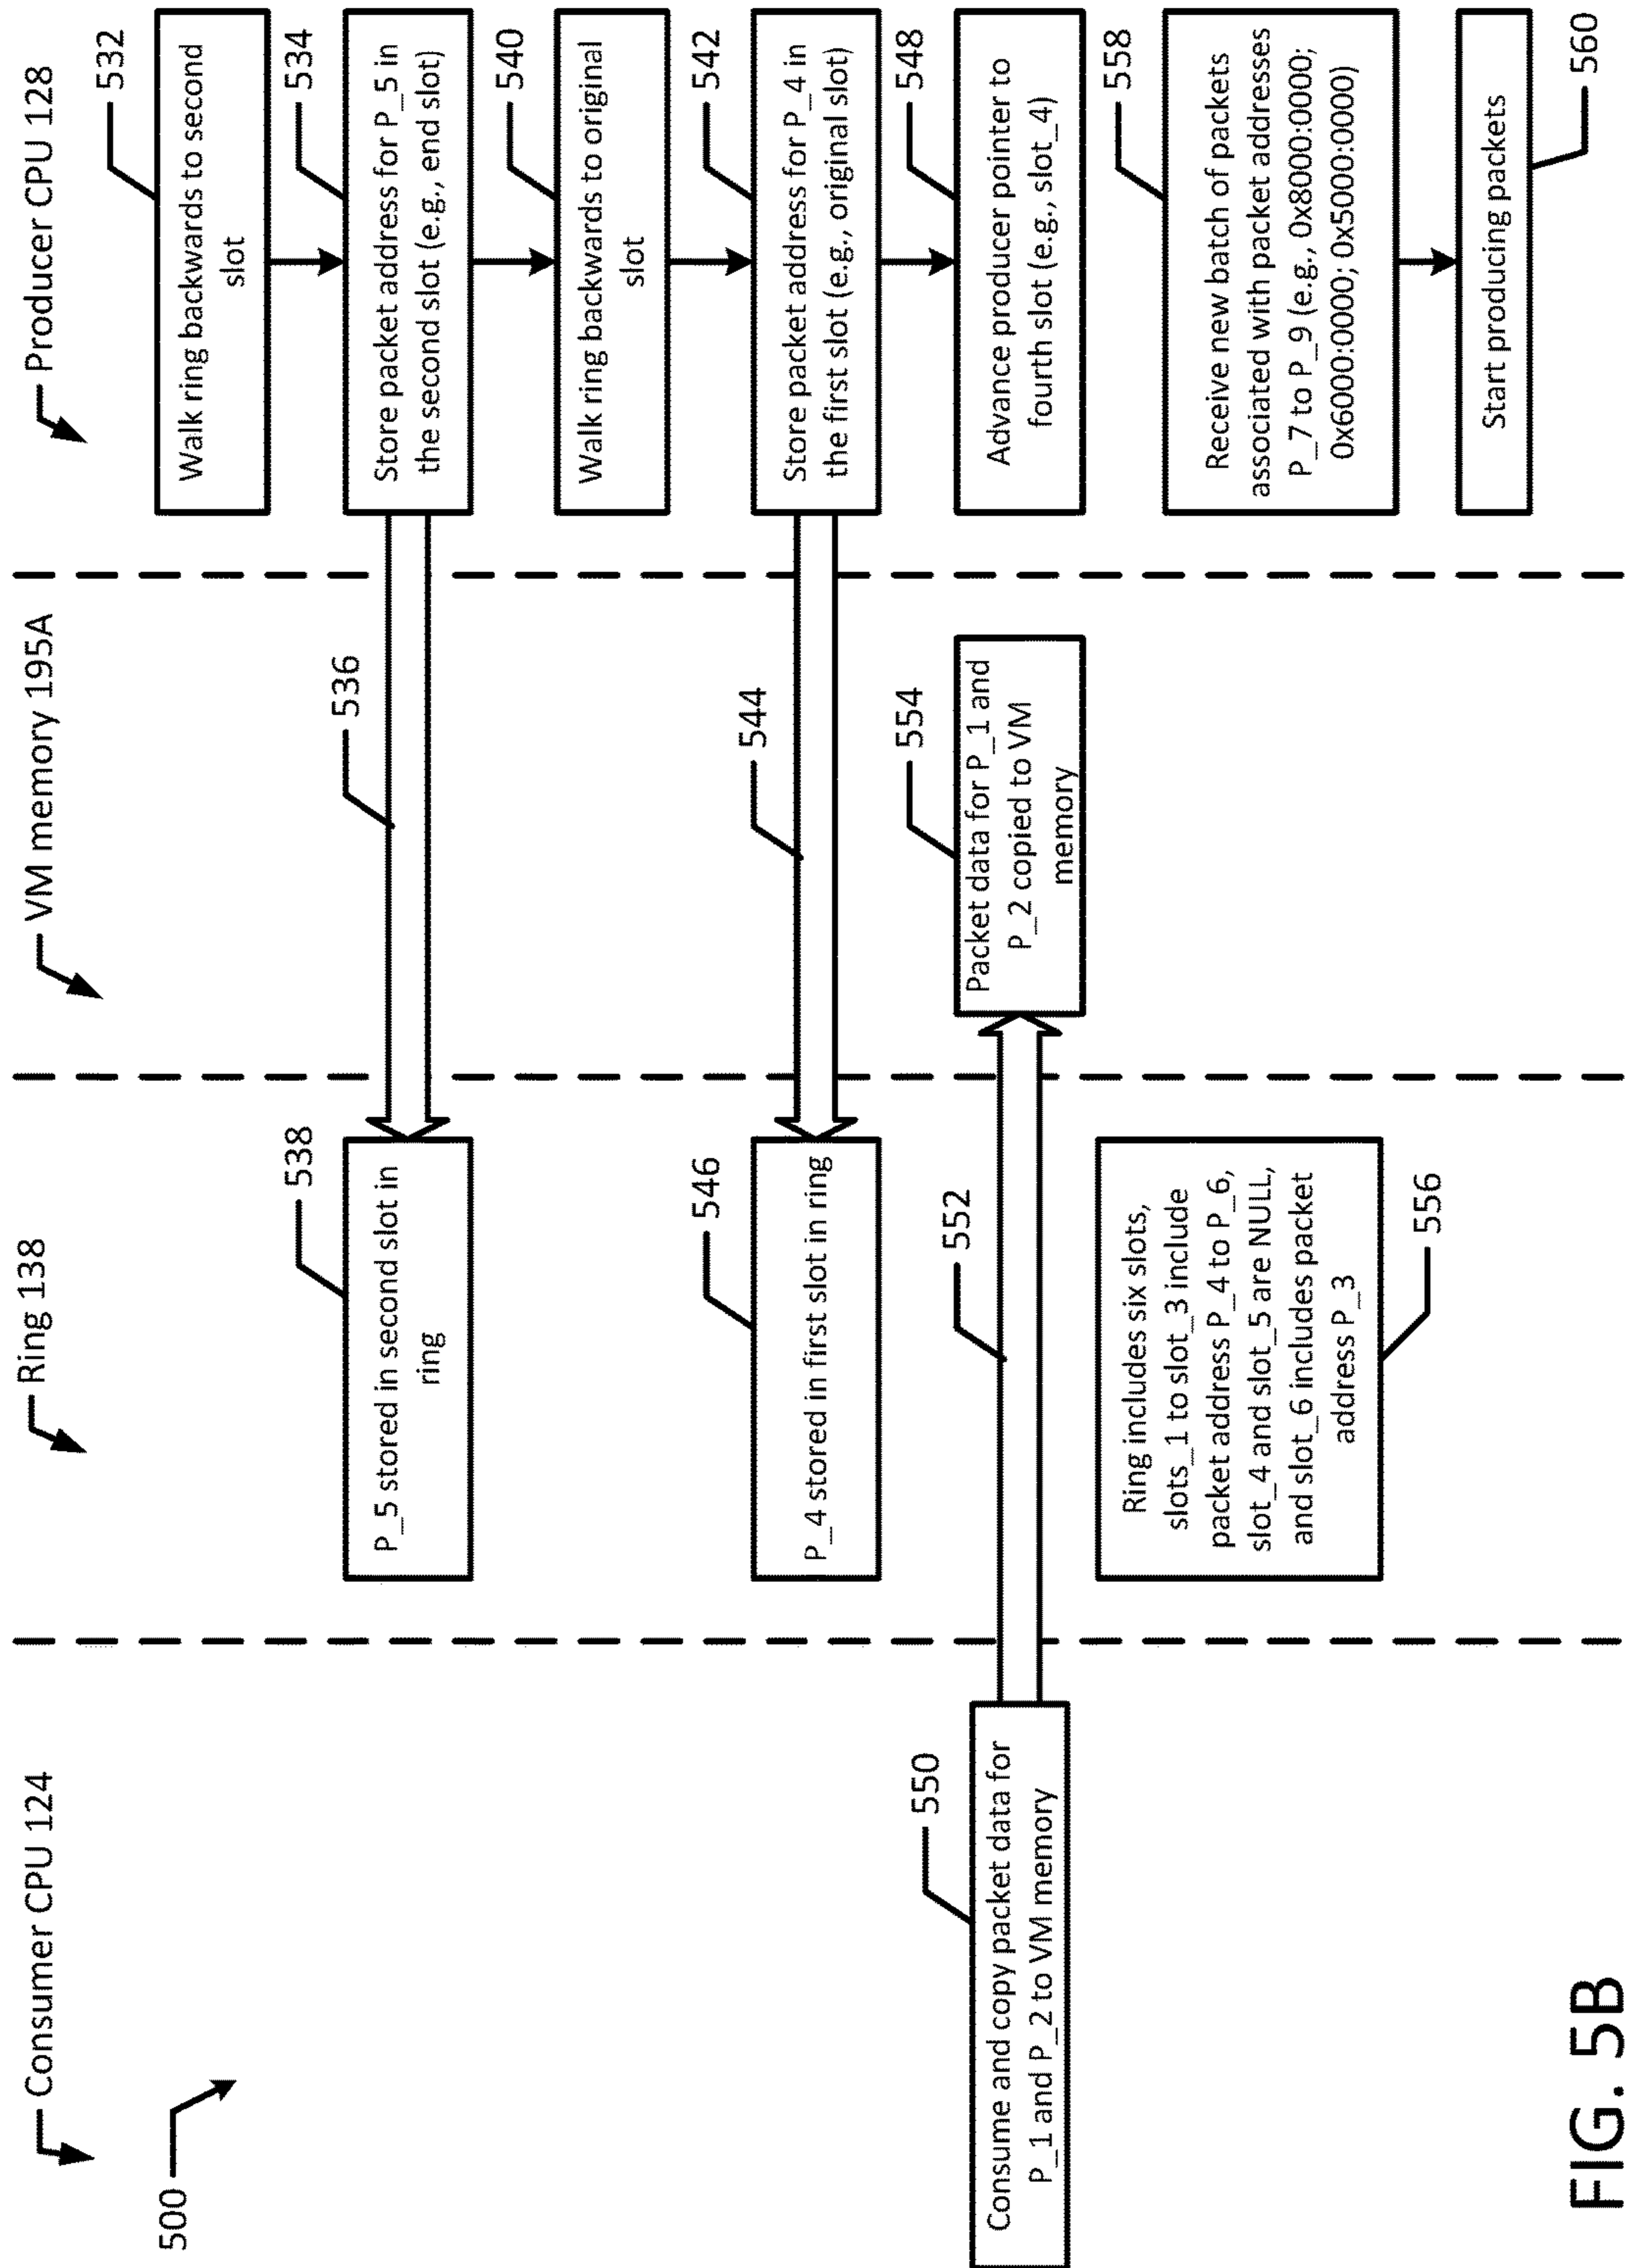 500
Consumer CPU 124
Ring 138
VM memory 195A
Producer CPU 128
532
Walk ring backwards to second
slot
534
Store packet address for P_5 in
the second slot (e.g., end slot)
536
538
P_5 stored in second slot in
ring
540
Walk ring backwards to original
slot
542
Store packet address for P_4 in
the first slot (e.g., original slot)
544
546
P_4 stored in first slot in ring
548
Advance producer pointer to
fourth slot (e.g., slot_4)
550
Consume and copy packet data for
P_1 and P_2 to VM memory
552
554
Packet data for P_1 and
P_2 copied to VM
memory
Ring includes six slots,
slots_1 to slot_3 include
packet address P_4 to P_6,
slot_4 and slot_5 are NULL,
and slot_6 includes packet
address P_3
556
558
Receive new batch of packets
associated with packet addresses
P_7 to P_9 (e.g., 0x8000:0000;
0x6000:0000; 0x5000:0000)
Start producing packets
560
FIG. 5B